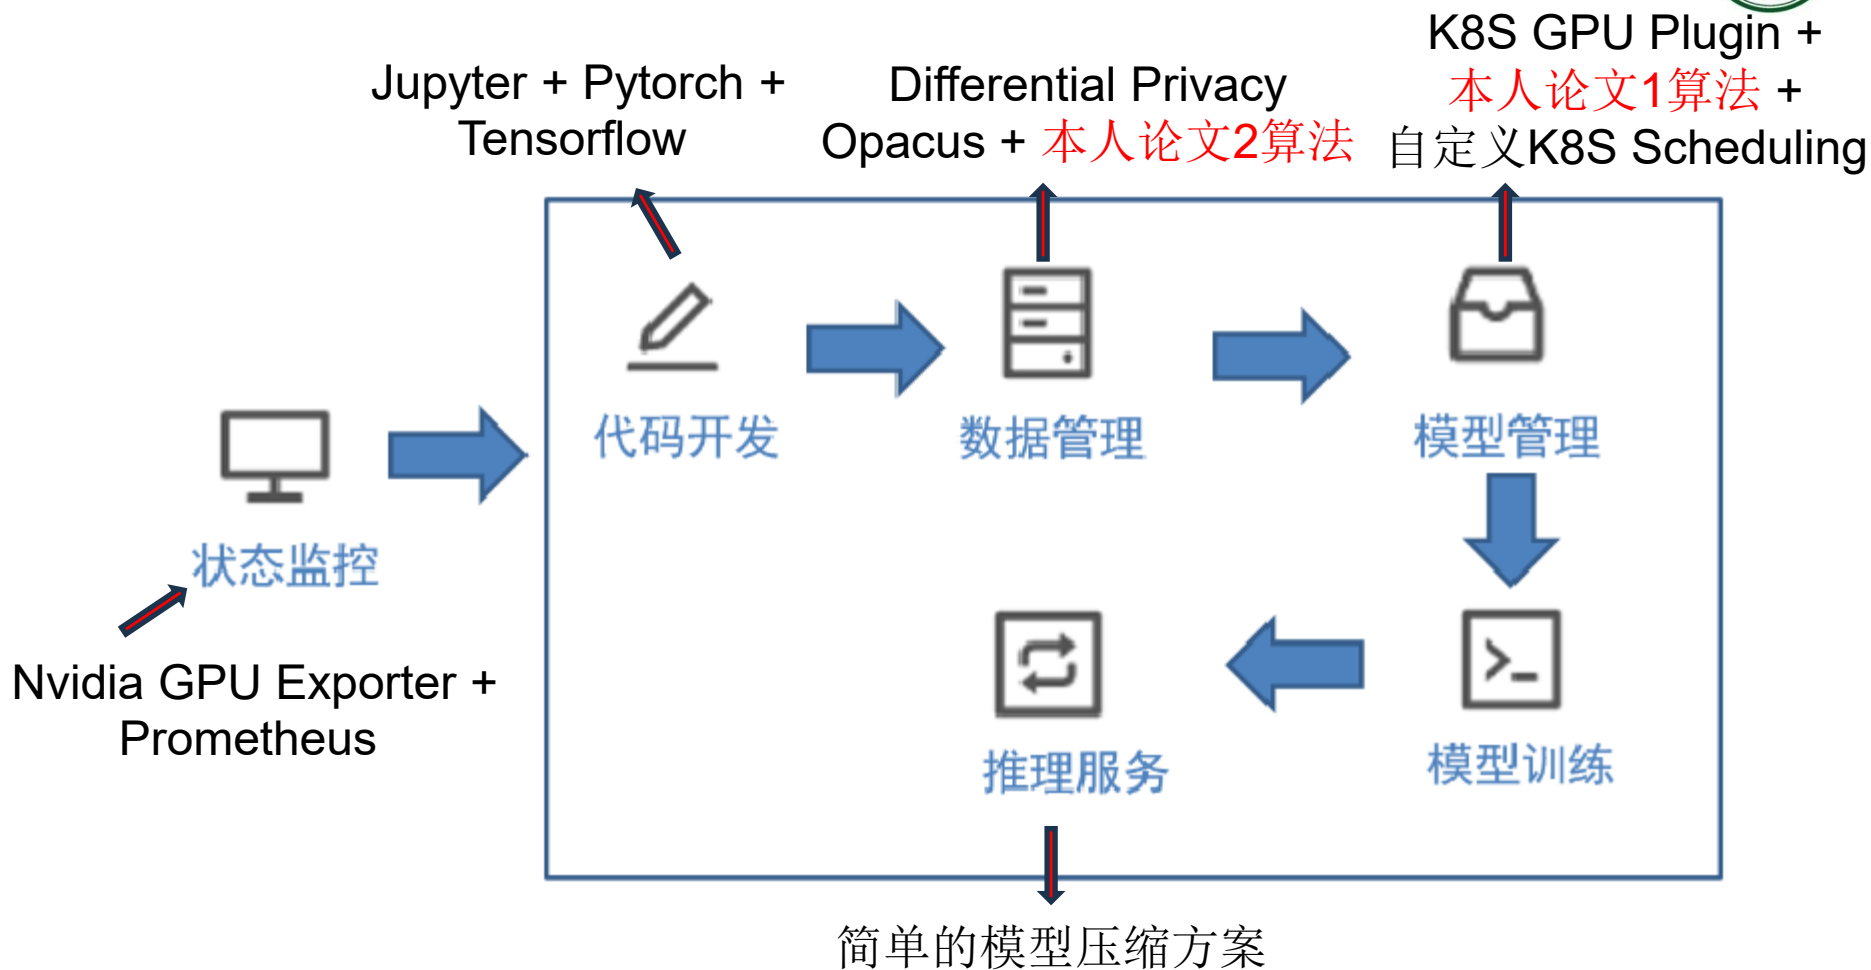 K8S GPU Plugin +
本人论文1算法 +
自定义K8S Scheduling
Jupyter + Pytorch +
Tensorflow
Differential Privacy
Opacus + 本人论文2算法
代码开发
数据管理
模型管理
状态监控
Nvidia GPU Exporter +
Prometheus
推理服务
模型训练
简单的模型压缩方案